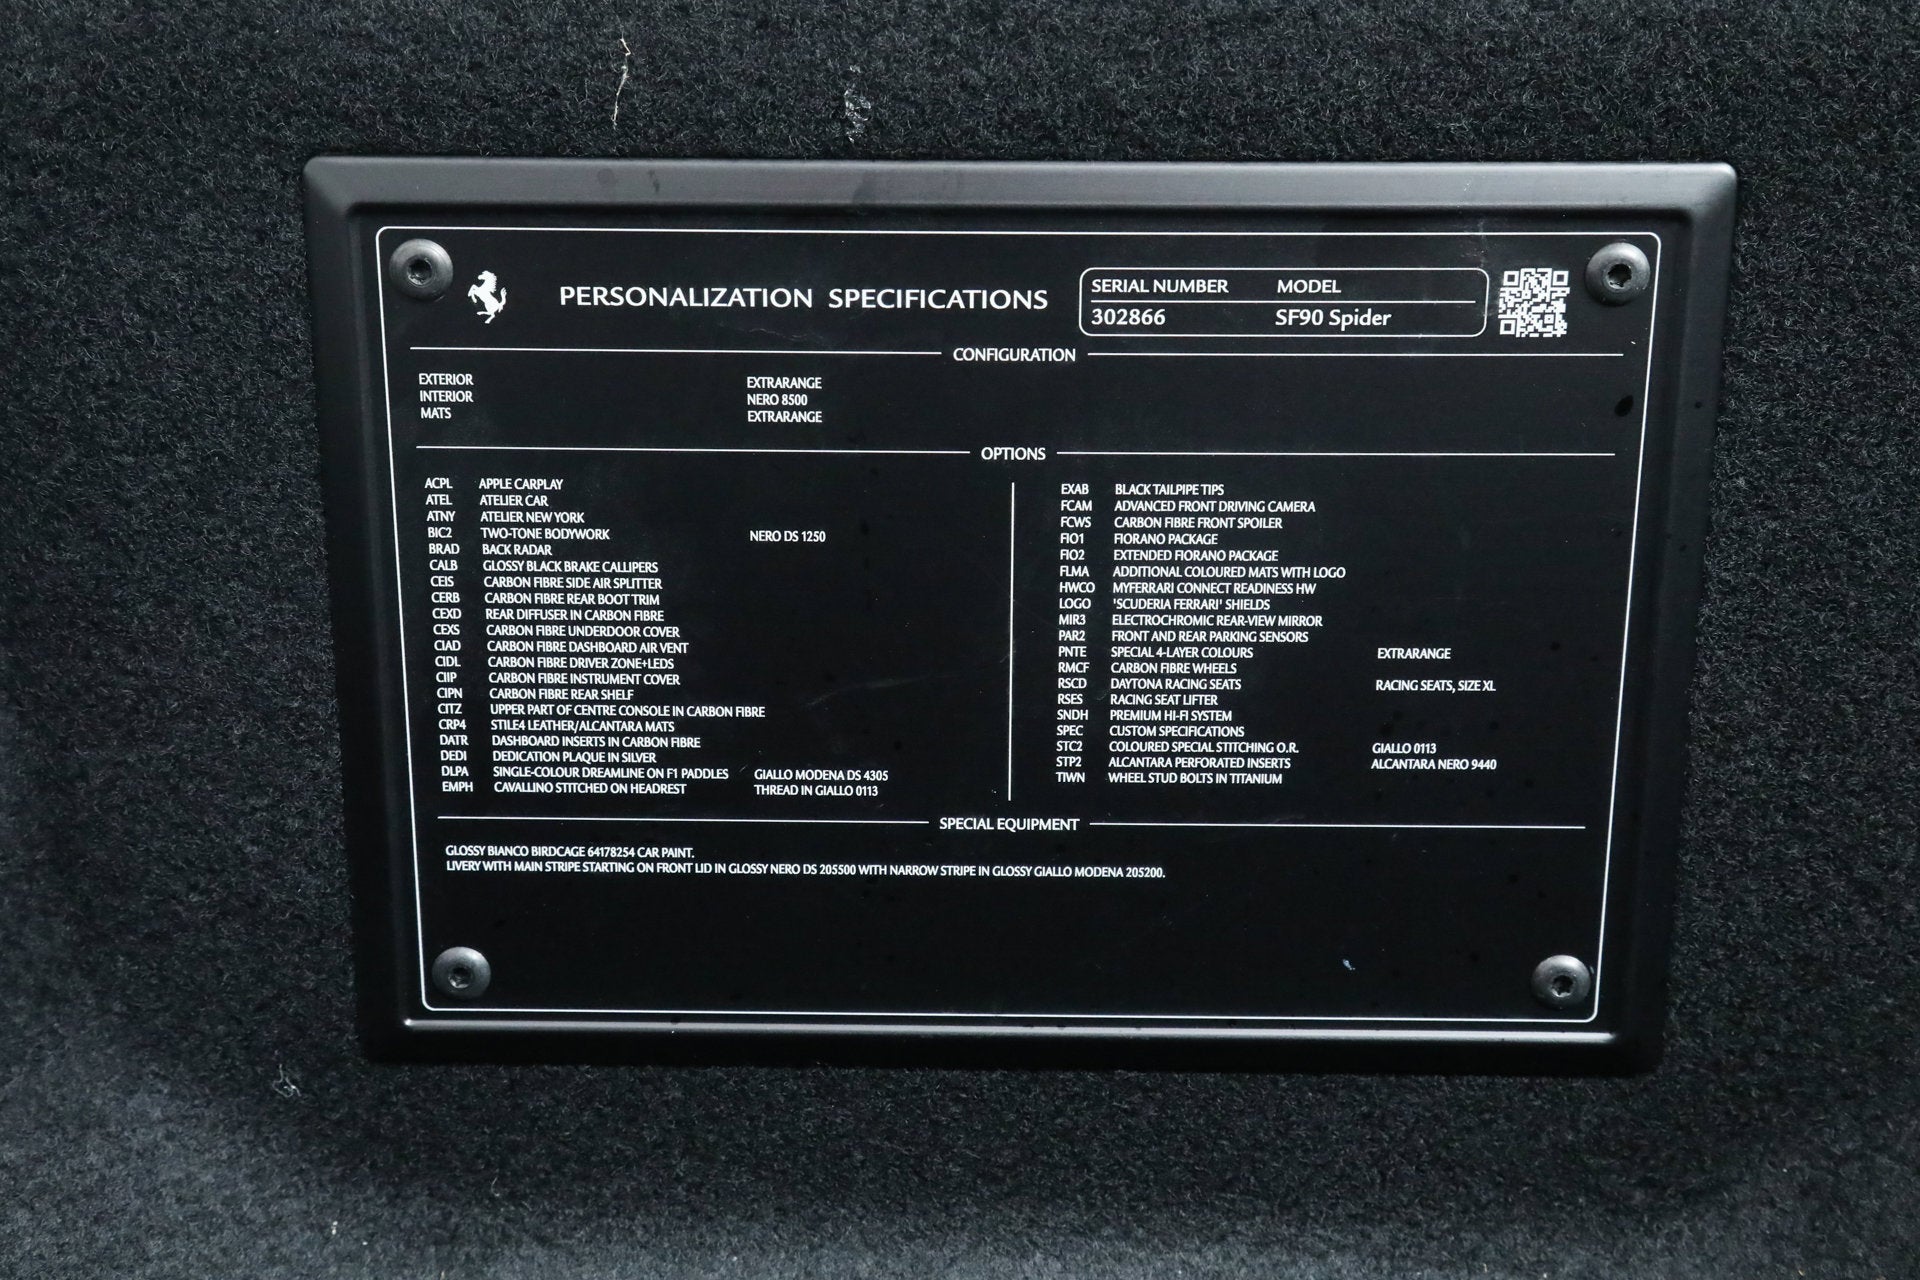 PERSONALIZATION SPECIFICATIONS
SERIAL NUMBER MODEL
302866 SF90 Spider
CONFIGURATION
EXTERIOR EXTRARANGE
INTERIOR NERO 8500
MATS EXTRARANGE
OPTIONS
ACPL APPLE CARPLAY
ATEL ATELIER CAR
ATNY ATELIER NEW YORK
BIC2 TWO-TONE BODYWORK NERO DS 1250
BRAD BACK RADAR
CALB GLOSSY BLACK BRAKE CALLIPERS
CEIS CARBON FIBRE SIDE AIR SPLITTER
CERB CARBON FIBRE REAR BOOT TRIM
CEXD REAR DIFFUSER IN CARBON FIBRE
CEXS CARBON FIBRE UNDERDOOR COVER
CIAD CARBON FIBRE DASHBOARD AIR VENT
CIDL CARBON FIBRE DRIVER ZONE+LEDS
CIIP CARBON FIBRE INSTRUMENT COVER
CIPN CARBON FIBRE REAR SHELF
CITZ UPPER PART OF CENTRE CONSOLE IN CARBON FIBRE
CRP4 STILE4 LEATHER/ALCANTARA MATS
DATR DASHBOARD INSERTS IN CARBON FIBRE
DEDI DEDICATION PLAQUE IN SILVER
DLPA SINGLE-COLOUR DREAMLINE ON F1 PADDLES GIALLO MODENA DS 4305
EMPH CAVALLINO STITCHED ON HEADREST THREAD IN GIALLO 0113
EXAB BLACK TAILPIPE TIPS
FCAM ADVANCED FRONT DRIVING CAMERA
FCWS CARBON FIBRE FRONT SPOILER
FIO1 FIORANO PACKAGE
FIO2 EXTENDED FIORANO PACKAGE
FLMA ADDITIONAL COLOURED MATS WITH LOGO
HWCO MYFERRARI CONNECT READINESS HW
LOGO 'SCUDERIA FERRARI' SHIELDS
MIR3 ELECTROCHROMIC REAR-VIEW MIRROR
PAR2 FRONT AND REAR PARKING SENSORS
PNTE SPECIAL 4-LAYER COLOURS EXTRARANGE
RMCF CARBON FIBRE WHEELS
RSCD DAYTONA RACING SEATS RACING SEATS, SIZE XL
RSES RACING SEAT LIFTER
SNDH PREMIUM HI-FI SYSTEM
SPEC CUSTOM SPECIFICATIONS
STC2 COLOURED SPECIAL STITCHING O.R. GIALLO 0113
STP2 ALCANTARA PERFORATED INSERTS ALCANTARA NERO 9440
TIWN WHEEL STUD BOLTS IN TITANIUM
SPECIAL EQUIPMENT
GLOSSY BIANCO BIRDCAGE 64178254 CAR PAINT.
LIVERY WITH MAIN STRIPE STARTING ON FRONT LID IN GLOSSY NERO DS 205500 WITH NARROW STRIPE IN GLOSSY GIALLO MODENA 205200.